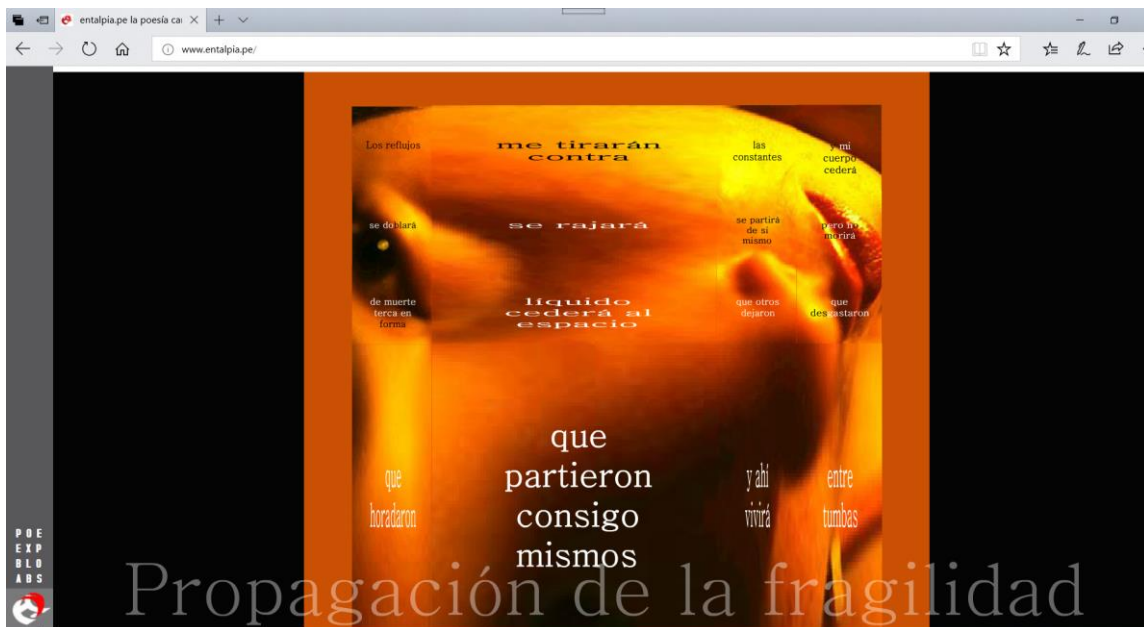 entalpia.pe la poesía cai
www.entalpia.pe/
Los reflujos
me tirarán
contra
las
constantes
y mi
cuerpo
cederá
se doblará
se rajará
se partirá
de si
mismo
pero no
morirá
de muerte
terca en
forma
líquido
cederá al
espacio
que otros
dejaron
que
desgastaron
que
horadaron
que
partieron
consigo
mismos
y ahí
vivirá
entre
tumbas
POE
EXP
BLO
ABS
Propagación de la fragilidad